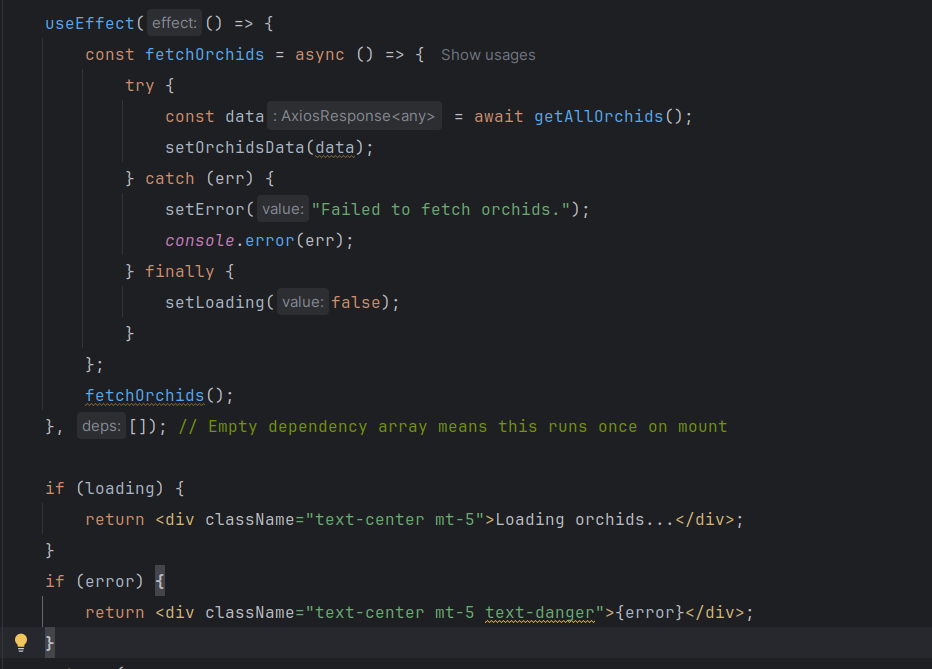 useEffect( effect: () => {
const fetchOrchids = async () => { Show usages
try {
const data : AxiosResponse<any> = await getAllOrchids();
setOrchidsData(data);
} catch (err) {
setError( value: "Failed to fetch orchids.");
console.error(err);
} finally {
setLoading( value: false);
}
};
fetchOrchids();
}, deps: []); // Empty dependency array means this runs once on mount
if (loading) {
return <div className="text-center mt-5">Loading orchids...</div>;
}
if (error) {
return <div className="text-center mt-5 text-danger">{error}</div>;
}